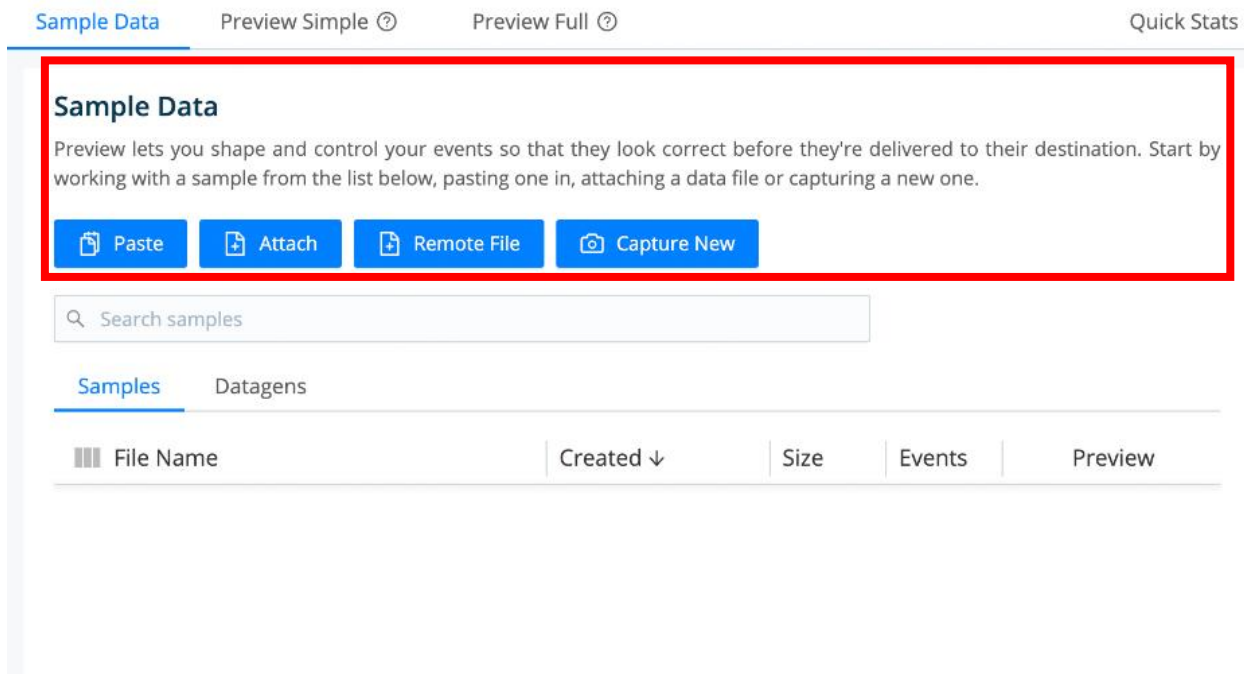 Sample Data Preview Simple Preview Full Quick Stats
Sample Data
Preview lets you shape and control your events so that they look correct before they're delivered to their destination. Start by
working with a sample from the list below, pasting one in, attaching a data file or capturing a new one.
Paste Attach Remote File Capture New
Search samples
Samples Datagens
File Name Created ↓ Size Events Preview